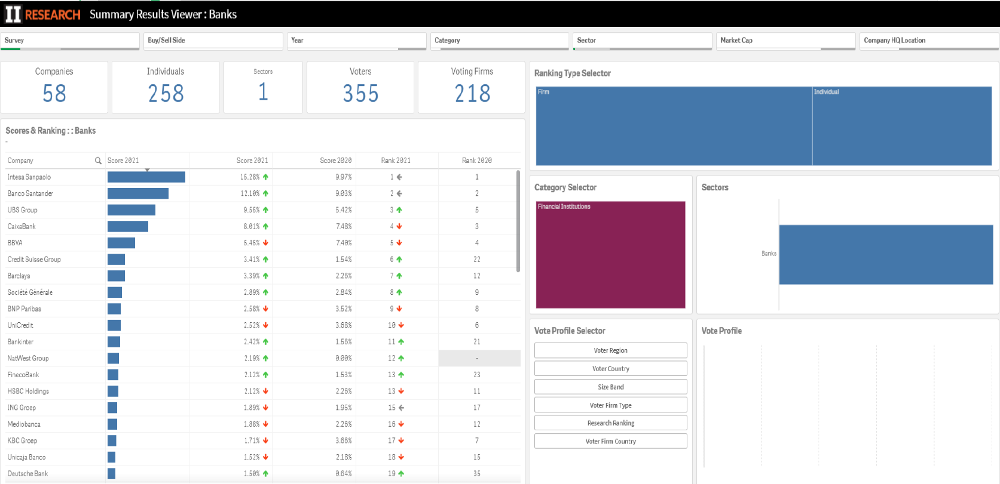 II RESEARCH Summary Results Viewer : Banks
Survey Buy/Sell Side Year Category Sector Market Cap Company HQ Location
Companies Individuals Sectors Voters Voting Firms
58 258 1 355 218
Scores & Ranking : : Banks
-
Company Score 2021 Score 2021 Score 2020 Rank 2021 Rank 2020
Intesa Sanpaolo 15.28% 9.97% 1 1
Banco Santander 12.10% 9.03% 2 2
UBS Group 9.55% 5.42% 3 5
CaixaBank 8.01% 7.48% 4 3
BBVA 5.45% 7.40% 5 4
Credit Suisse Group 3.41% 1.54% 6 22
Barclays 3.39% 2.26% 7 12
Société Générale 2.89% 2.84% 8 9
BNP Paribas 2.58% 3.52% 9 8
UniCredit 2.52% 3.68% 10 6
Bankinter 2.42% 1.56% 11 21
NatWest Group 2.19% 0.00% 12 -
FinecoBank 2.12% 1.53% 13 23
HSBC Holdings 2.12% 2.26% 13 11
ING Groep 1.89% 1.95% 15 17
Mediobanca 1.88% 2.26% 16 12
KBC Groep 1.71% 3.66% 17 7
Unicaja Banco 1.52% 2.18% 18 15
Deutsche Bank 1.50% 0.64% 19 35
Ranking Type Selector
Firm Individual
Category Selector
Financial Institutions
Sectors
Banks
Vote Profile Selector
Voter Region
Voter Country
Size Band
Voter Firm Type
Research Ranking
Voter Firm Country
Vote Profile